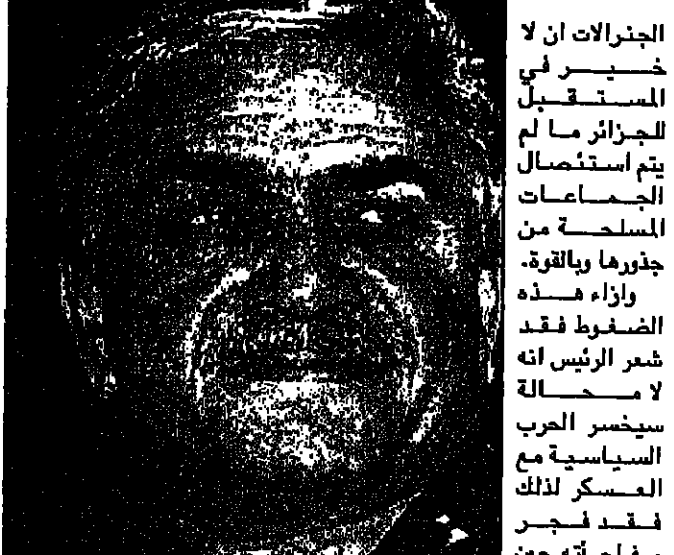 الجنرالات ان لا
خير في
المستقبل
للجزائر ما لم
يتم استئصال
الجماعات
المسلحة من
جذورها وبالقوة.
وازاء هذه
الضغوط فقد
شعر الرئيس انه
لا محالة
سيخسر الحرب
السياسية مع
العسكر لذلك
فقد فجر
حين